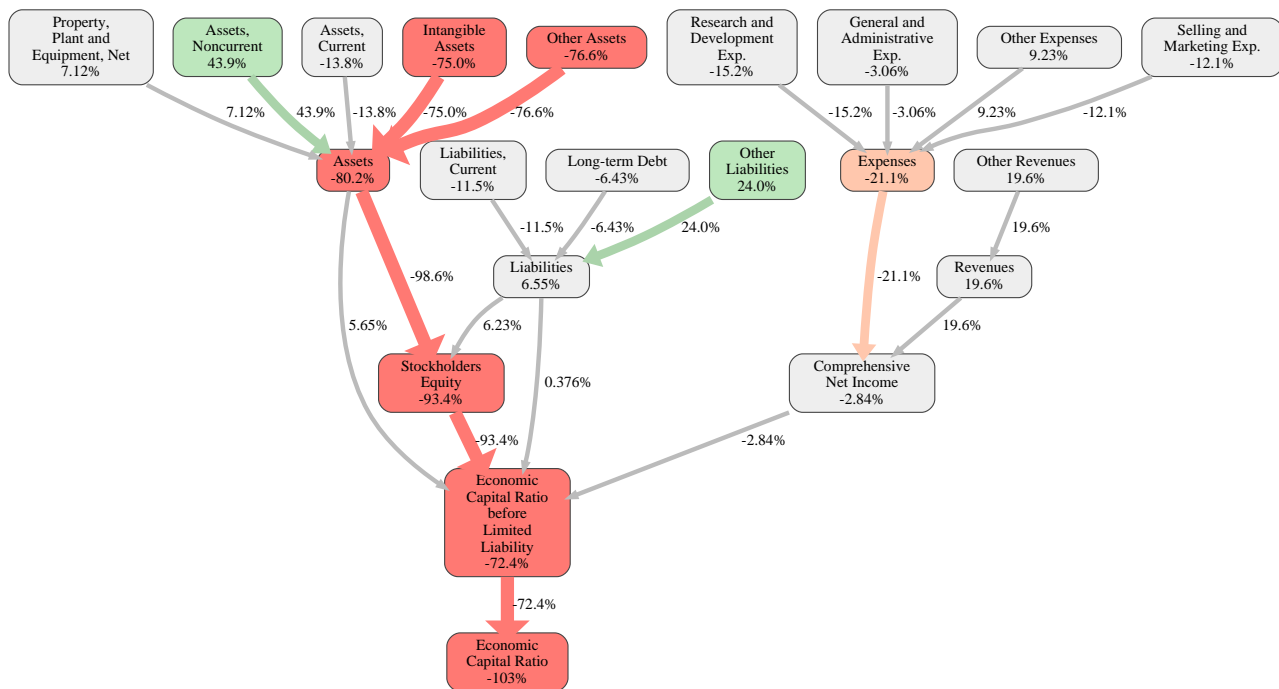 Property,
Plant and
Equipment, Net
7.12%
Assets,
Noncurrent
43.9%
Assets,
Current
-13.8%
Intangible
Assets
-75.0%
Other Assets
-76.6%
Research and
Development
Exp.
-15.2%
General and
Administrative
Exp.
-3.06%
Other Expenses
9.23%
Selling and
Marketing Exp.
-12.1%
7.12%
43.9%
-13.8%
-75.0%
-76.6%
-15.2%
-3.06%
9.23%
-12.1%
Assets
-80.2%
Liabilities,
Current
-11.5%
Long-term Debt
-6.43%
Other
Liabilities
24.0%
Expenses
-21.1%
Other Revenues
19.6%
-11.5%
-6.43%
24.0%
19.6%
-98.6%
Liabilities
6.55%
-21.1%
Revenues
19.6%
5.65%
6.23%
19.6%
Stockholders
Equity
-93.4%
0.376%
Comprehensive
Net Income
-2.84%
-93.4%
-2.84%
Economic
Capital Ratio
before
Limited
Liability
-72.4%
-72.4%
Economic
Capital Ratio
-103%